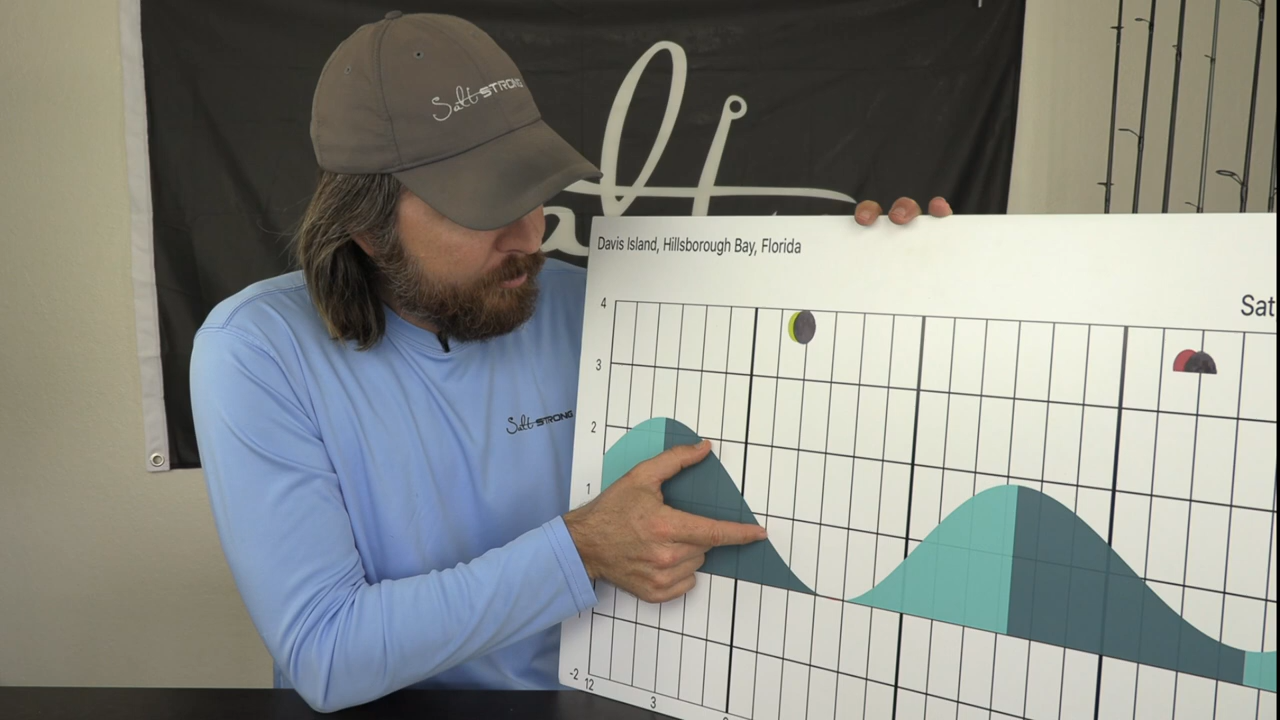 Salt STRONG
Salt STRONG
Davis Island, Hillsborough Bay, Florida
Sat
4
3
2
1
-2
12
3